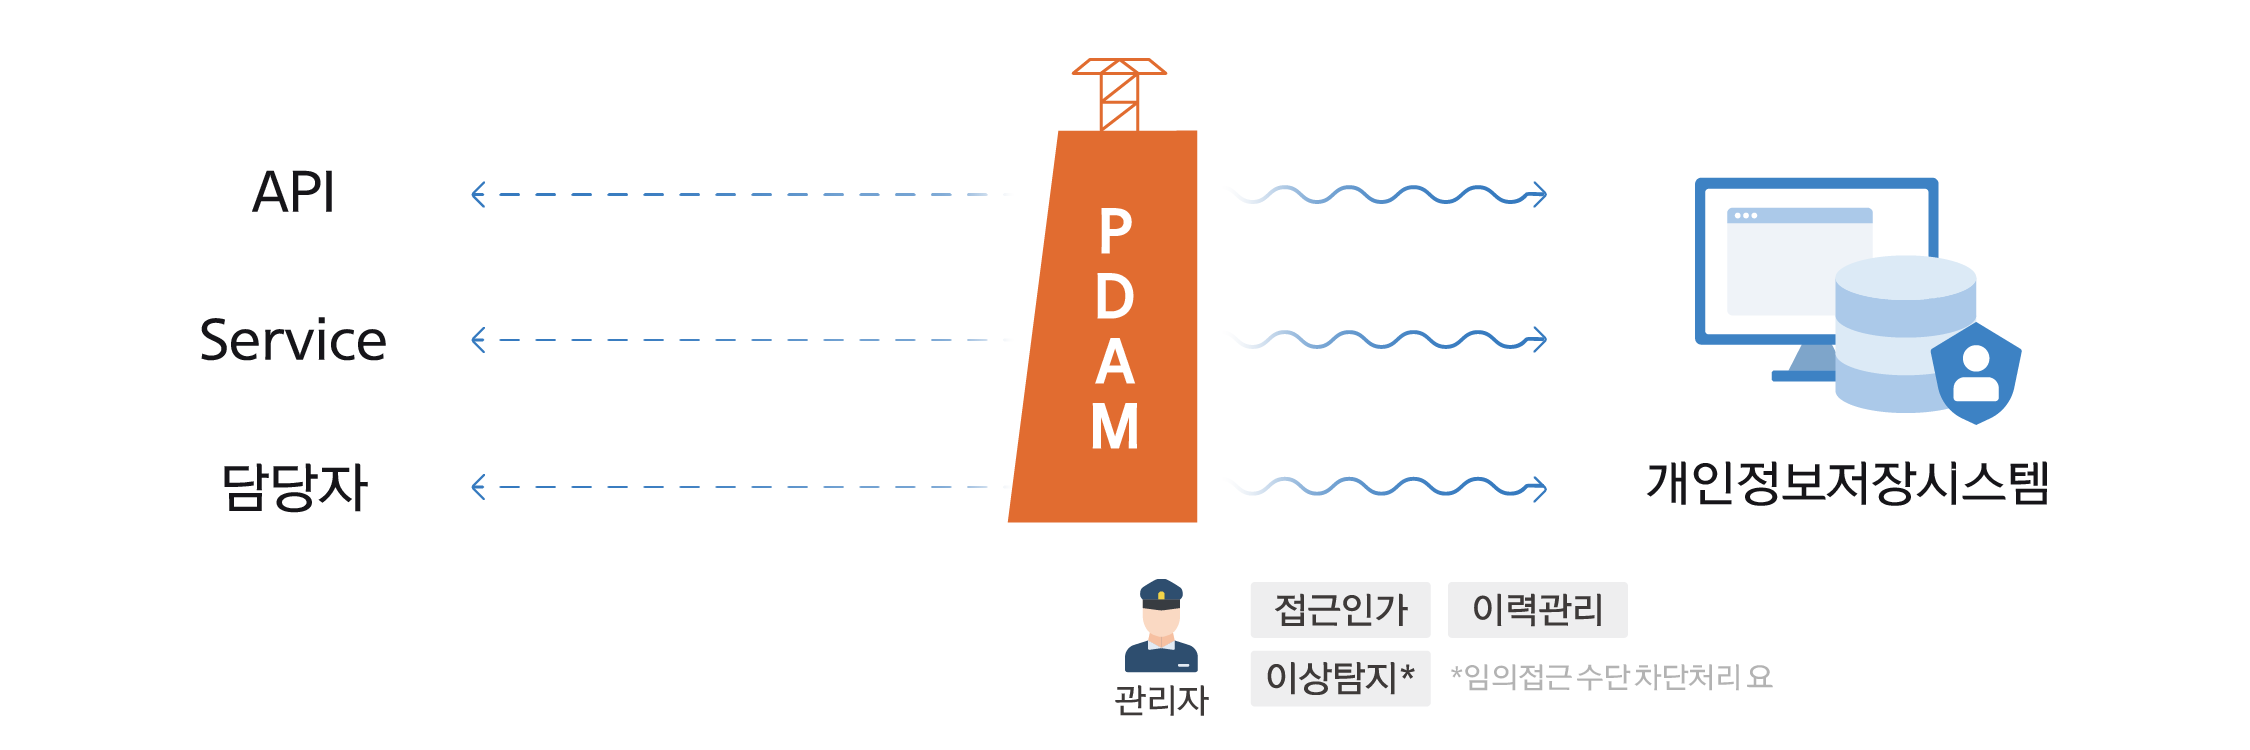 API
Service
담당자
P
D
A
M
개인정보저장시스템
관리자
접근인가
이력관리
이상탐지*
*임의접근 수단 차단처리 요